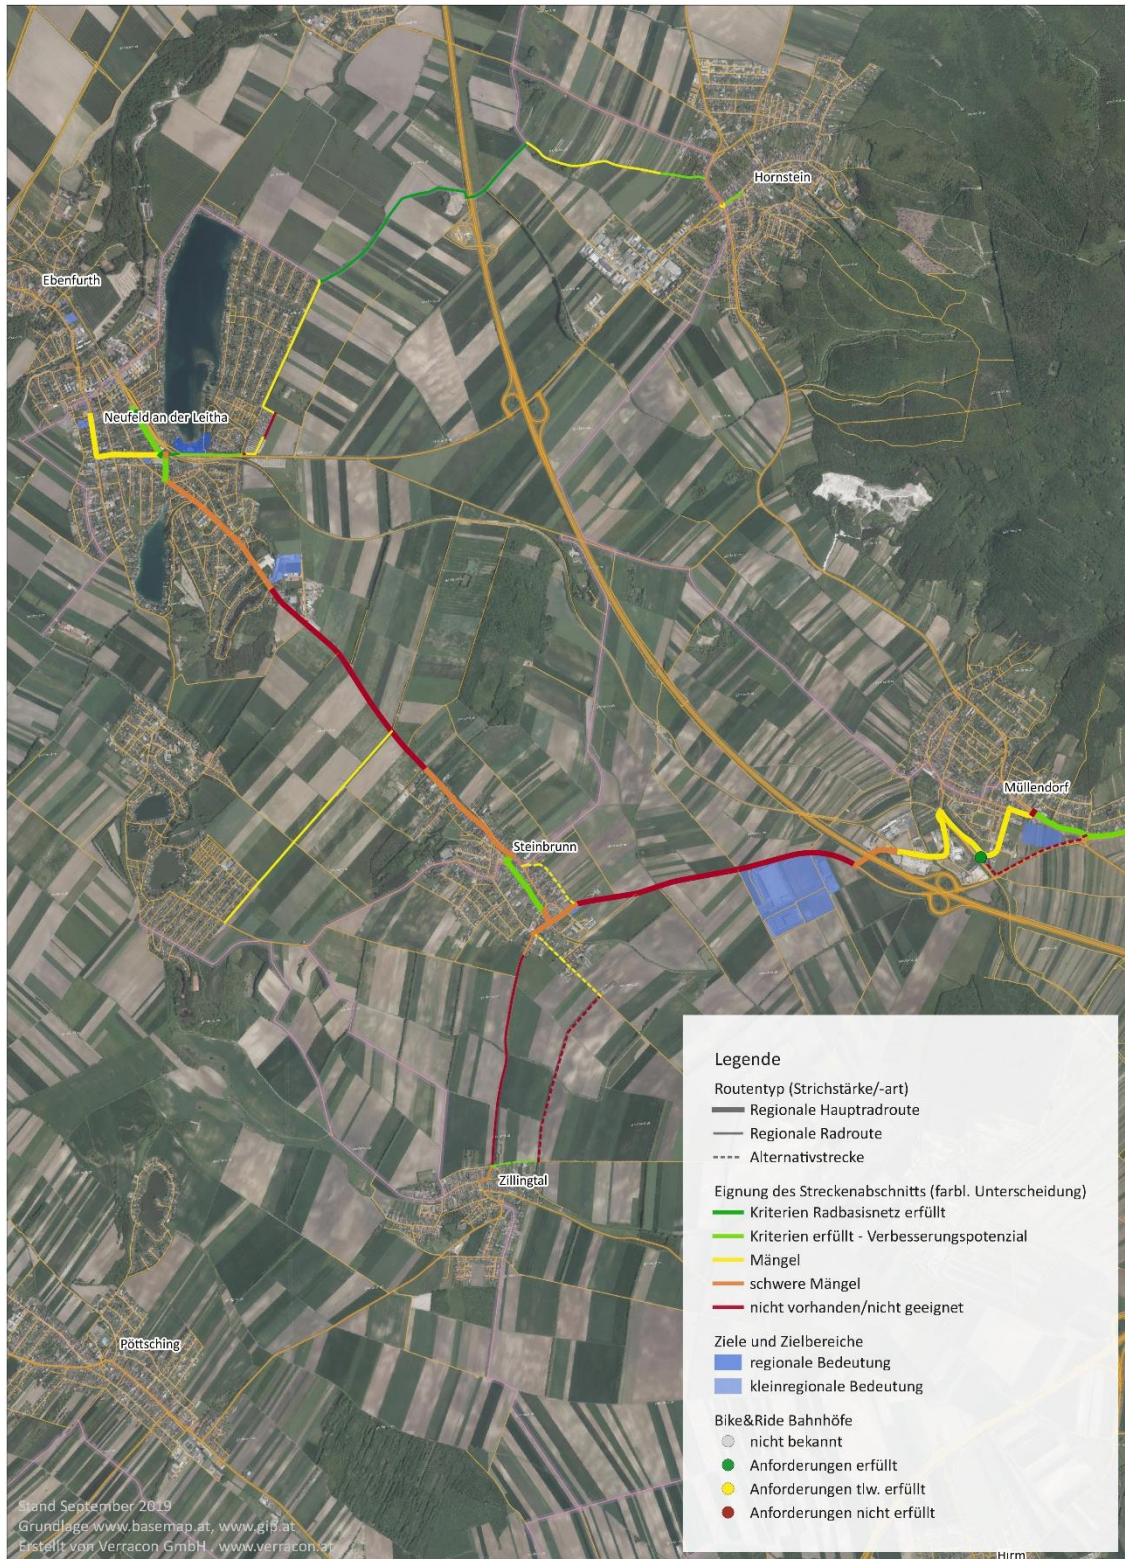 Hornstein
Ebenfurth
Neufeld an der Leitha
Müllendorf
Steinbrunn
Zillingtal
Pöttsching
Hirm
Legende
Routentyp (Strichstärke/-art)
Regionale Hauptradroute
Regionale Radroute
Alternativstrecke
Eignung des Streckenabschnitts (farbl. Unterscheidung)
Kriterien Radbasisnetz erfüllt
Kriterien erfüllt - Verbesserungspotenzial
Mängel
schwere Mängel
nicht vorhanden/nicht geeignet
Ziele und Zielbereiche
regionale Bedeutung
kleinregionale Bedeutung
Bike&Ride Bahnhöfe
nicht bekannt
Anforderungen erfüllt
Anforderungen tlw. erfüllt
Anforderungen nicht erfüllt
Stand September 2019
Grundlage www.basemap.at, www.gi3.at
Erstellt von Verracon GmbH , www.verracon.at